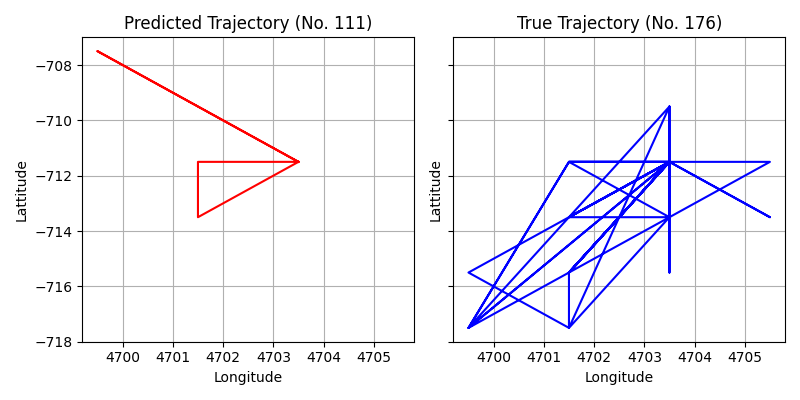 Predicted Trajectory (No. 111)
True Trajectory (No. 176)
Lattitude
−708
−710
−712
−714
−716
−718
4700 4701 4702 4703 4704 4705
Longitude
Lattitude
4700 4701 4702 4703 4704 4705
Longitude